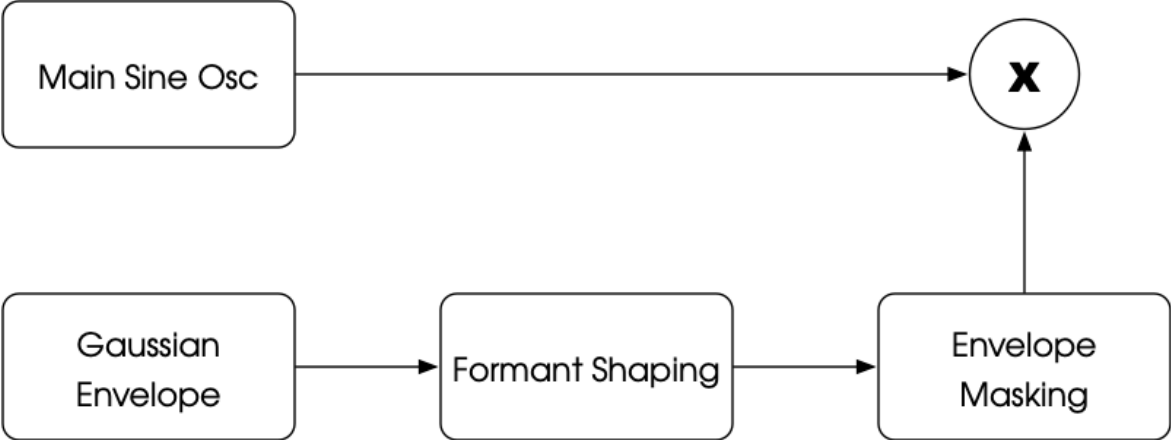 Main Sine Osc
x
Gaussian
Envelope
Formant Shaping
Envelope
Masking